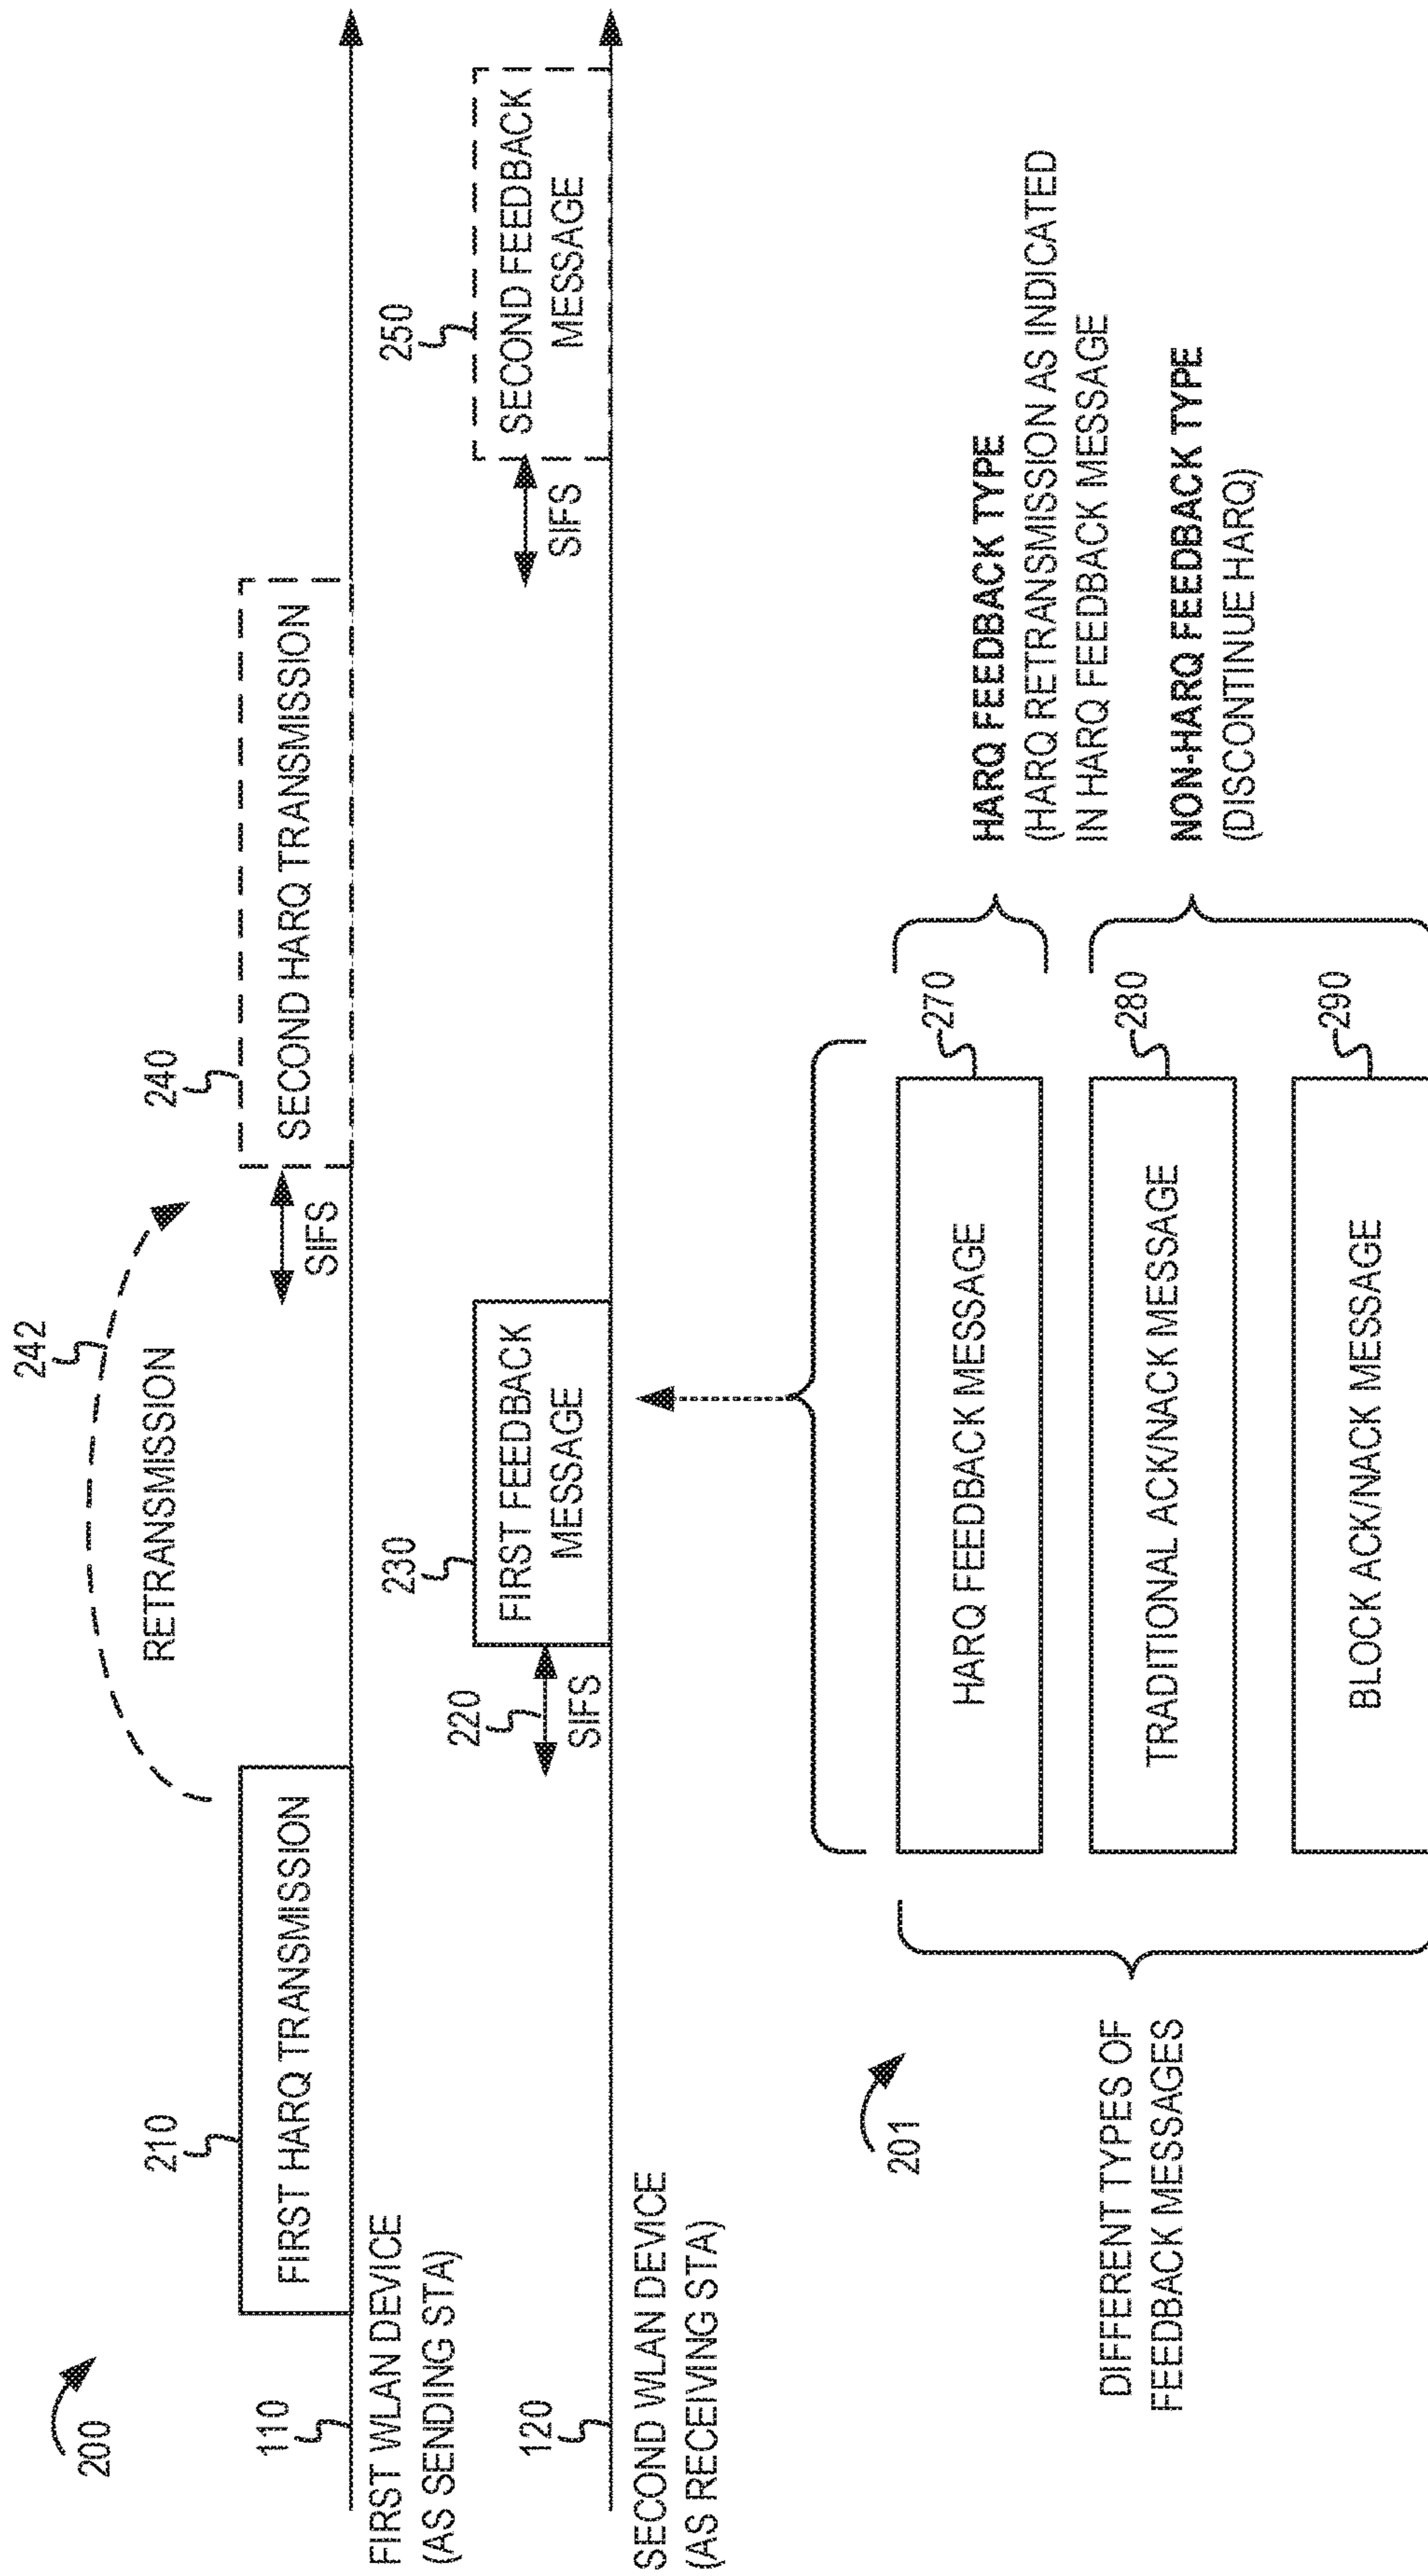 200
242
RETRANSMISSION
210
240
FIRST HARQ TRANSMISSION
SIFS
SECOND HARQ TRANSMISSION
110
FIRST WLAN DEVICE
(AS SENDING STA)
220
SIFS
230
FIRST FEEDBACK
MESSAGE
SIFS
250
SECOND FEEDBACK
MESSAGE
120
SECOND WLAN DEVICE
(AS RECEIVING STA)
201
DIFFERENT TYPES OF
FEEDBACK MESSAGES
HARQ FEEDBACK MESSAGE
270
HARQ FEEDBACK TYPE
(HARQ RETRANSMISSION AS INDICATED
IN HARQ FEEDBACK MESSAGE
TRADITIONAL ACK/NACK MESSAGE
280
NON-HARQ FEEDBACK TYPE
(DISCONTINUE HARQ)
BLOCK ACK/NACK MESSAGE
290